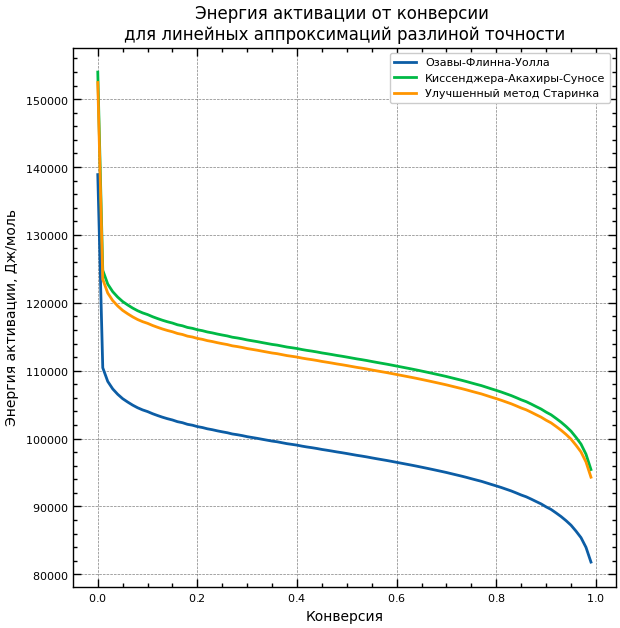 Энергия активации от конверсии
для линейных аппроксимаций разлиной точности
Озавы-Флинна-Уолла
Киссенджера-Акахиры-Суносе
Улучшенный метод Старинка
Энергия активации, Дж/моль
150000
140000
130000
120000
110000
100000
90000
80000
0.0
0.2
0.4
0.6
0.8
1.0
Конверсия